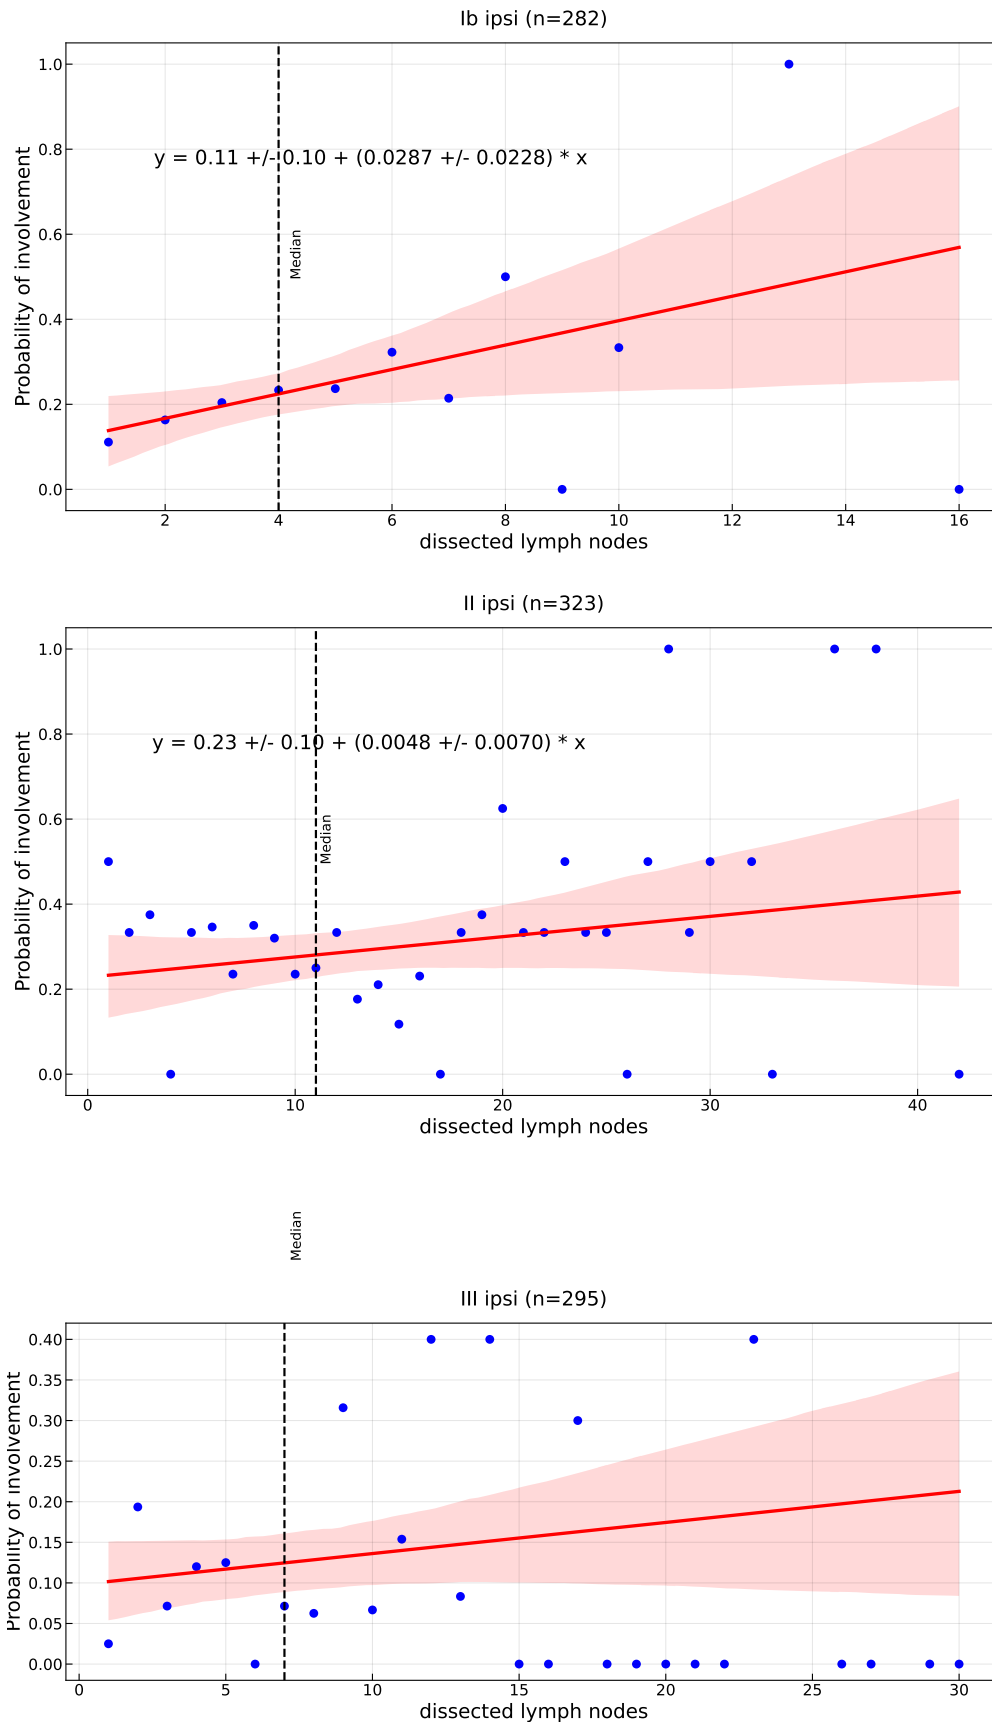 Ib ipsi (n=282)
1.0
0.8
0.6
0.4
0.2
0.0
Probability of involvement
y = 0.11 +/- 0.10 + (0.0287 +/- 0.0228) * x
Median
2 4 6 8 10 12 14 16
dissected lymph nodes
II ipsi (n=323)
1.0
0.8
0.6
0.4
0.2
0.0
Probability of involvement
y = 0.23 +/- 0.10 + (0.0048 +/- 0.0070) * x
Median
0 10 20 30 40
dissected lymph nodes
Median
III ipsi (n=295)
0.40
0.35
0.30
0.25
0.20
0.15
0.10
0.05
0.00
Probability of involvement
0 5 10 15 20 25 30
dissected lymph nodes